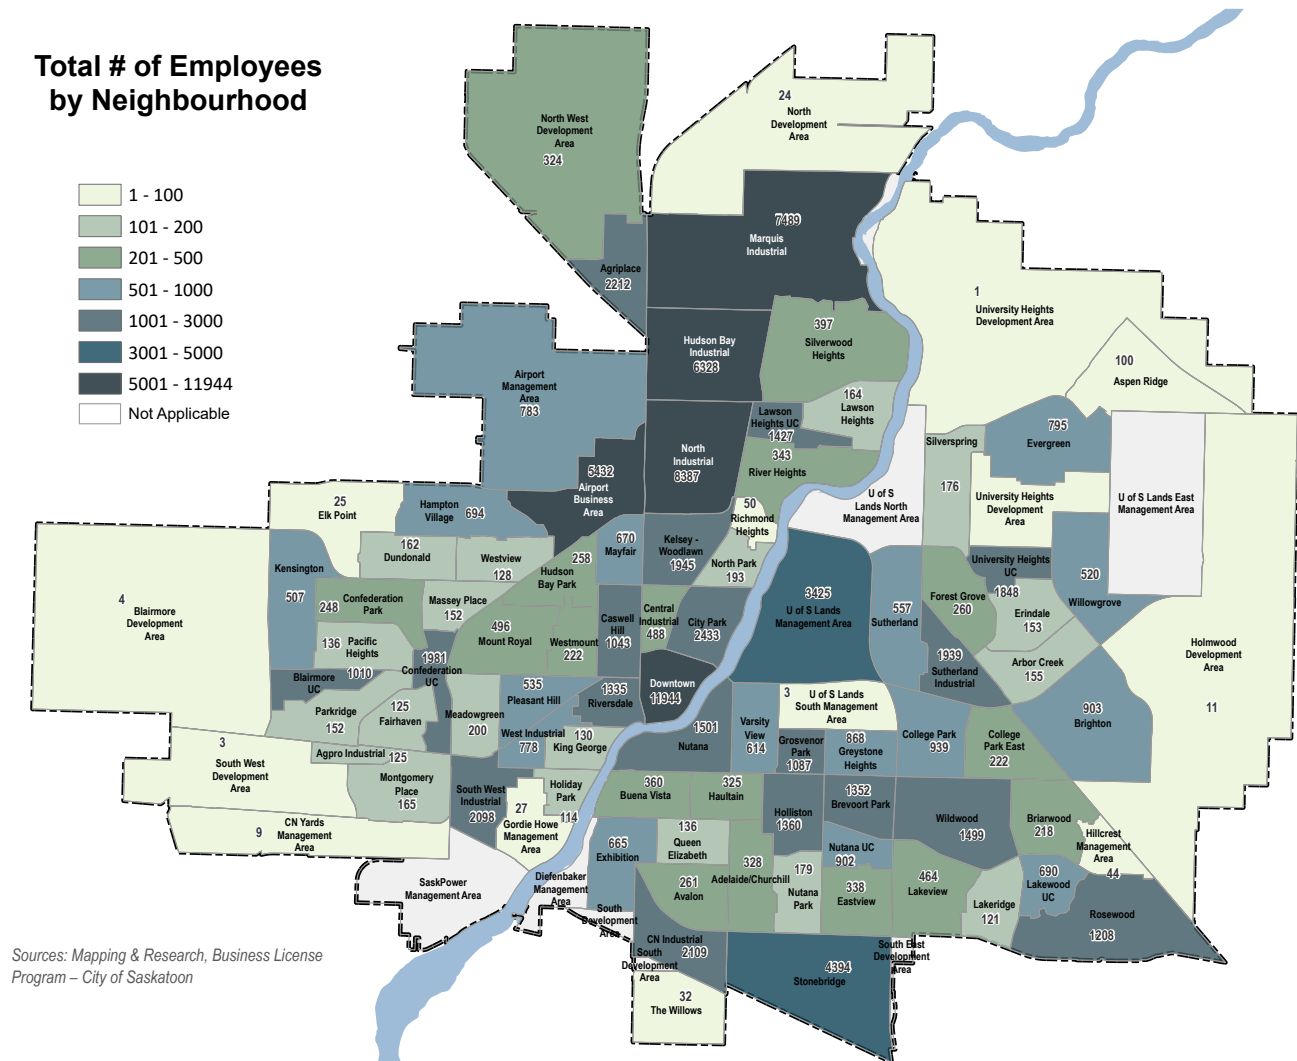 Total # of Employees
by Neighbourhood
1 - 100
101 - 200
201 - 500
501 - 1000
1001 - 3000
3001 - 5000
5001 - 11944
Not Applicable
North West
Development
Area
324
24
North
Development
Area
7489
Marquis
Industrial
Agriplace
2212
1
University Heights
Development Area
397
Silverwood
Heights
Hudson Bay
Industrial
6328
100
Aspen Ridge
Airport
Management
Area
783
164
Lawson
Heights
Lawson
Heights UC
1427
795
Evergreen
Silverspring
176
North
Industrial
8387
343
River Heights
5432
Airport
Business
Area
25
Elk Point
Hampton
Village
694
50
Richmond
Heights
U of S
Lands North
Management Area
University Heights
Development
Area
U of S Lands East
Management Area
162
Dundonald
Westview
128
258
Hudson
Bay Park
670
Mayfair
Kelsey -
Woodlawn
1945
North Park
193
University Heights
UC
1848
520
Willowgrove
Kensington
507
4
Blairmore
Development
Area
248
Confederation
Park
Massey Place
152
3425
U of S Lands
Management Area
557
Sutherland
Forest Grove
260
Erindale
153
496
Mount Royal
Westmount
222
Caswell
Hill
1043
Central
Industrial
488
City Park
2433
136
Pacific
Heights
1981
Confederation
UC
1010
Blairmore
UC
1939
Sutherland
Industrial
Arbor Creek
155
Holmwood
Development
Area
11
535
Pleasant Hill
1335
Riversdale
Downtown
11944
3
U of S Lands
South Management
Area
903
Brighton
Parkridge
152
125
Fairhaven
Meadowgreen
200
West Industrial
778
130
King George
1501
Nutana
Varsity
View
614
Grosvenor
Park
1087
868
Greystone
Heights
College Park
939
College
Park East
222
3
South West
Development
Area
Agpro Industrial
125
Montgomery
Place
165
South West
Industrial
2098
27
Gordie Howe
Management
Area
Holiday
Park
114
360
Buena Vista
325
Haultain
Holliston
1360
1352
Brevoort Park
Wildwood
1499
Briarwood
218
Hillcrest
Management
Area
44
9
CN Yards
Management
Area
665
Exhibition
136
Queen
Elizabeth
328
Adelaide/Churchill
179
Nutana
Park
Nutana UC
902
338
Eastview
464
Lakeview
Lakeridge
121
690
Lakewood
UC
Rosewood
1208
SaskPower
Management Area
Diefenbaker
Management
Area
261
Avalon
South
Development
Area
CN Industrial
2109
South
Development
Area
4394
Stonebridge
South East
Development
Area
32
The Willows
Sources: Mapping & Research, Business License
Program – City of Saskatoon